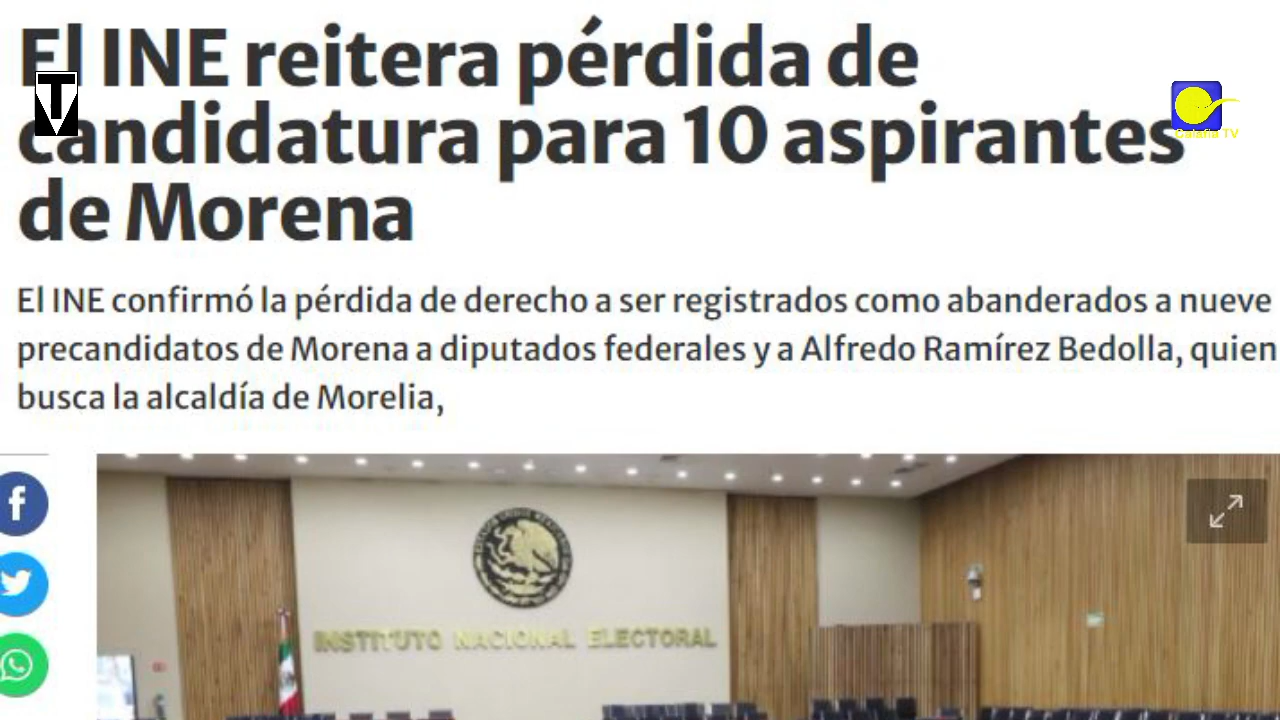 El INE reitera pérdida de
candidatura para 10 aspirantes
de Morena
El INE confirmó la pérdida de derecho a ser registrados como abanderados a nueve
precandidatos de Morena a diputados federales y a Alfredo Ramírez Bedolla, quien
busca la alcaldía de Morelia,
INSTITUTO NACIONAL ELECTORAL
Calafia TV